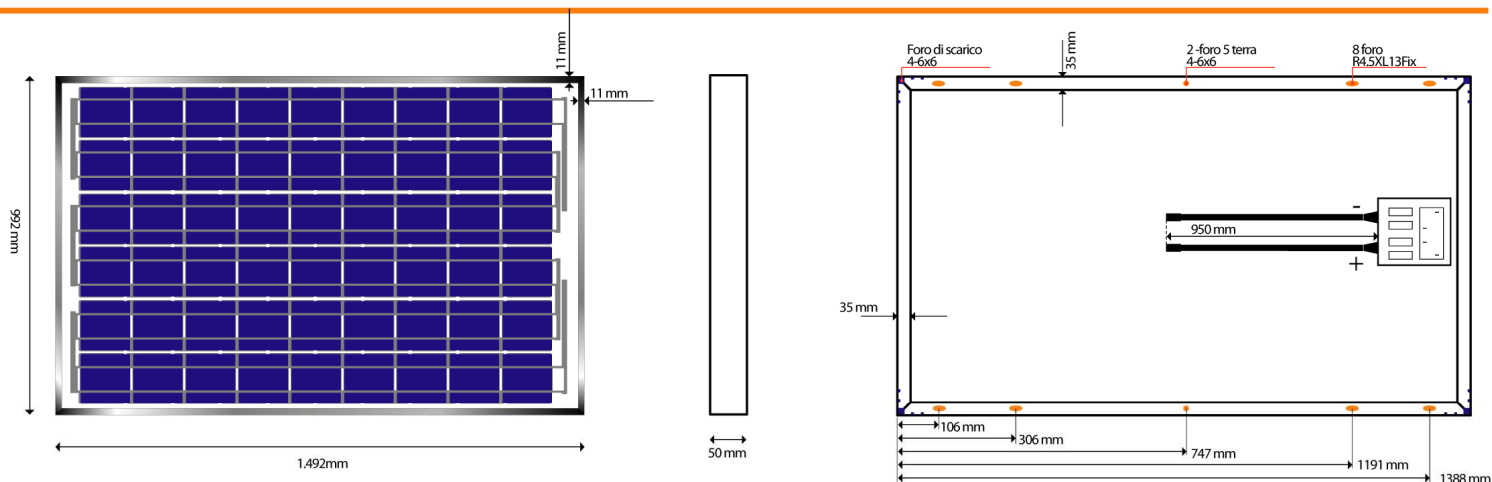 11 mm
11 mm
992 mm
1.492mm
50 mm
Foro di scarico
4-6x6
35 mm
2 -foro 5 terra
4-6x6
8 foro
R4.5XL13Fix
-
950 mm
+
35 mm
106 mm
306 mm
747 mm
1191 mm
1388 mm